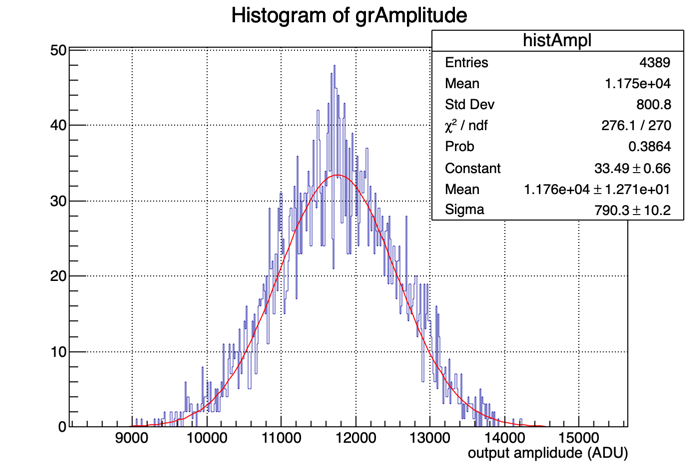 Histogram of grAmplitude
histAmpl
Entries 4389
Mean 1.175e+04
Std Dev 800.8
χ² / ndf 276.1 / 270
Prob 0.3864
Constant 33.49 ± 0.66
Mean 1.176e+04 ± 1.271e+01
Sigma 790.3 ± 10.2
50
40
30
20
10
0
9000 10000 11000 12000 13000 14000 15000
output amplidude (ADU)